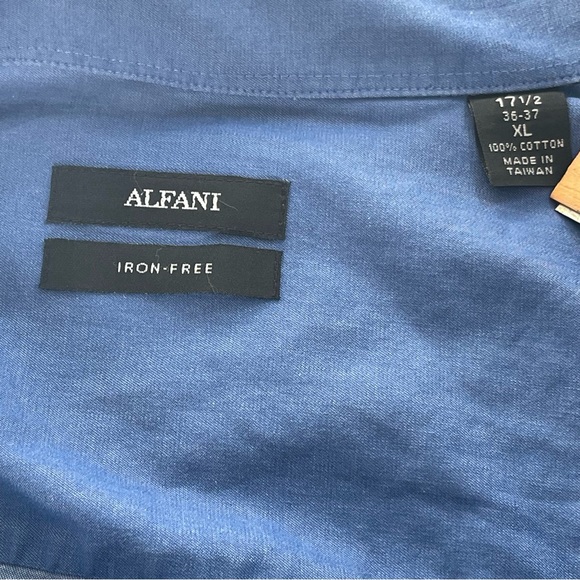 ALFANI
IRON-FREE
17 1/2
36-37
XL
100% COTTON
MADE IN
TAIWAN